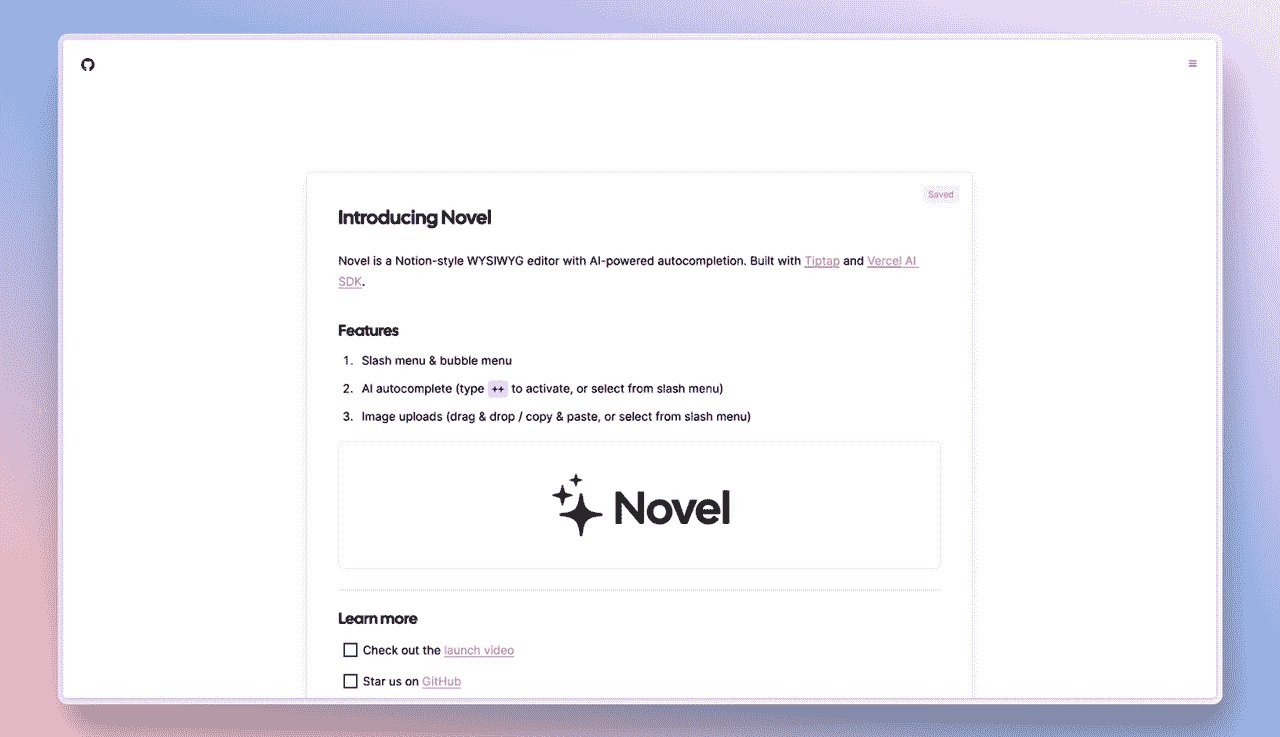 Saved
Introducing Novel
Novel is a Notion-style WYSIWYG editor with AI-powered autocompletion. Built with Tiptap and Vercel AI
SDK.
Features
1. Slash menu & bubble menu
2. AI autocomplete (type ++ to activate, or select from slash menu)
3. Image uploads (drag & drop / copy & paste, or select from slash menu)
Novel
Learn more
Check out the launch video
Star us on GitHub